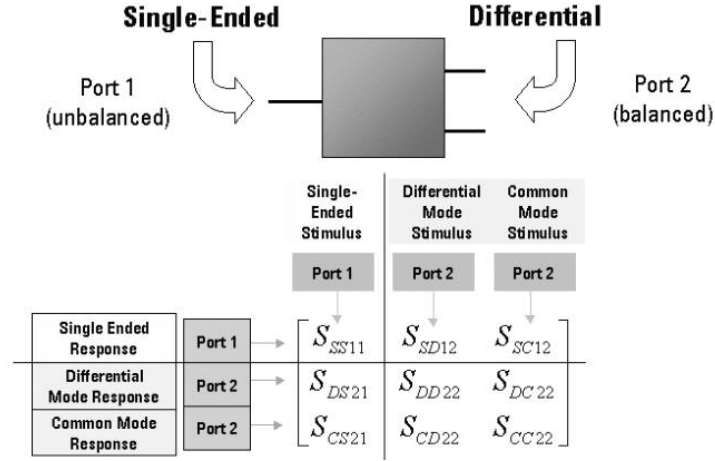 Single-Ended
Differential
Port 1
(unbalanced)
Port 2
(balanced)
Single-
Ended
Stimulus
Differential
Mode
Stimulus
Common
Mode
Stimulus
Port 1
Port 2
Port 2
Single Ended
Response
Port 1
S_SS11 S_SD12 S_SC12
Differential
Mode Response
Port 2
S_DS21 S_DD22 S_DC22
Common Mode
Response
Port 2
S_CS21 S_CD22 S_CC22